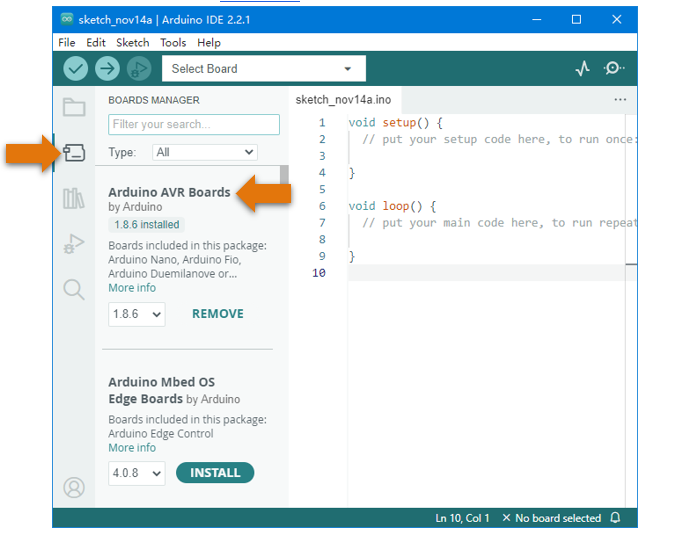 sketch_nov14a | Arduino IDE 2.2.1
File Edit Sketch Tools Help
Select Board
BOARDS MANAGER
Filter your search...
Type: All
Arduino AVR Boards
by Arduino
1.8.6 installed
Boards included in this package:
Arduino Nano, Arduino Fio,
Arduino Duemilanove or...
More info
1.8.6 REMOVE
Arduino Mbed OS
Edge Boards by Arduino
Boards included in this package:
Arduino Edge Control
More info
4.0.8 INSTALL
sketch_nov14a.ino ...
1 void setup() {
2 // put your setup code here, to run once:
3
4 }
5
6 void loop() {
7 // put your main code here, to run repeat
8
9 }
10
Ln 10, Col 1 × No board selected